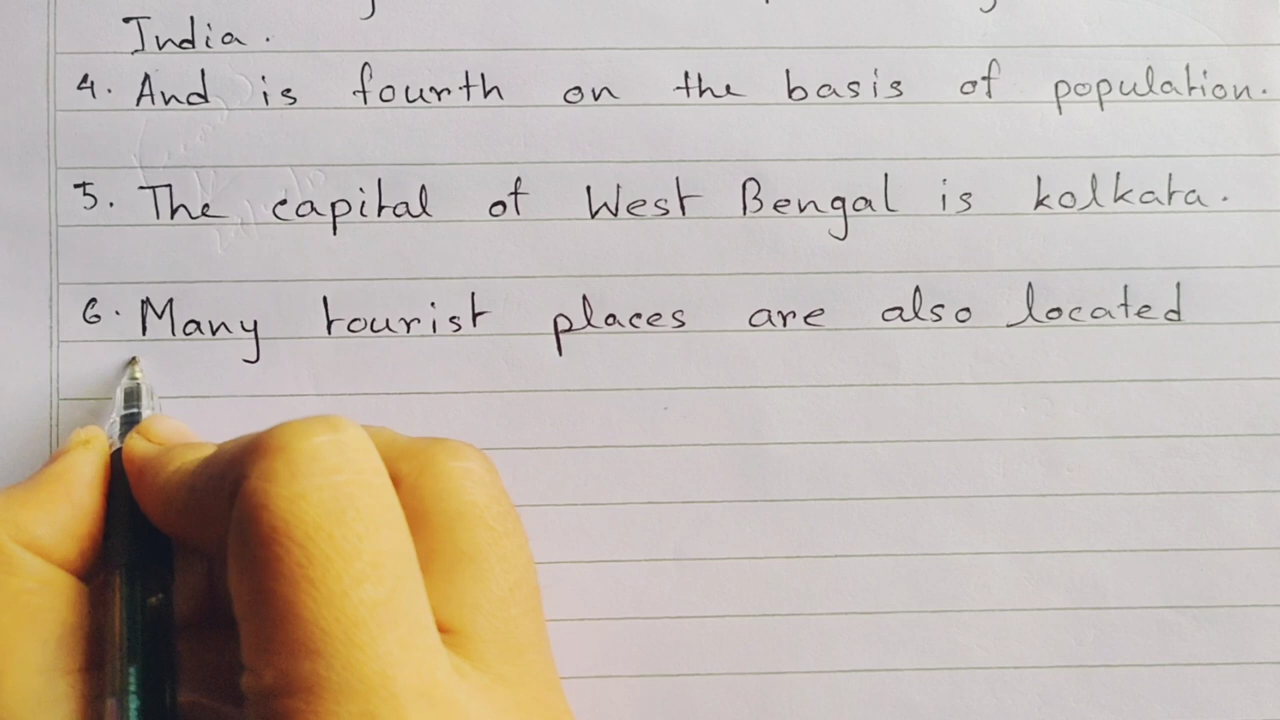 India.
4. And is fourth on the basis of population.
5. The capital of West Bengal is kolkata.
6. Many tourist places are also located